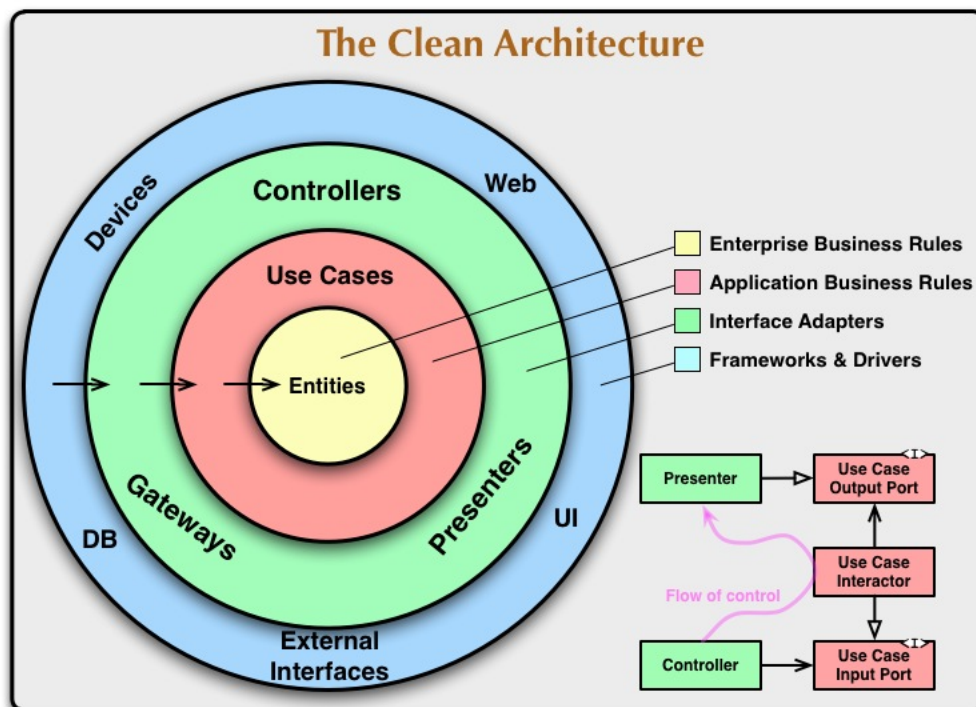 The Clean Architecture
Devices
Web
Controllers
Use Cases
Entities
Gateways
Presenters
DB
UI
External
Interfaces
Enterprise Business Rules
Application Business Rules
Interface Adapters
Frameworks & Drivers
Presenter
<I>
Use Case
Output Port
Flow of control
Use Case
Interactor
Controller
<I>
Use Case
Input Port